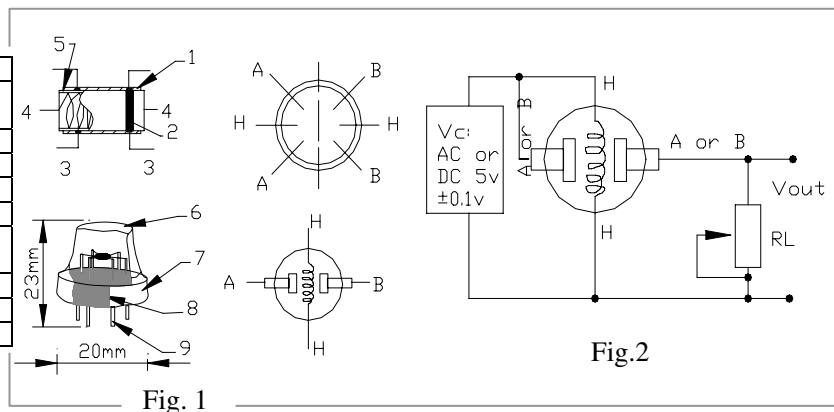 5
1
4
4
2
3
3
6
7
8
9
23mm
20mm
Fig. 1
A
B
H
H
A
B
H
A
B
H
Vc:
AC or
DC 5v
±0.1v
A or B
H
H
A or B
Vout
RL
Fig.2